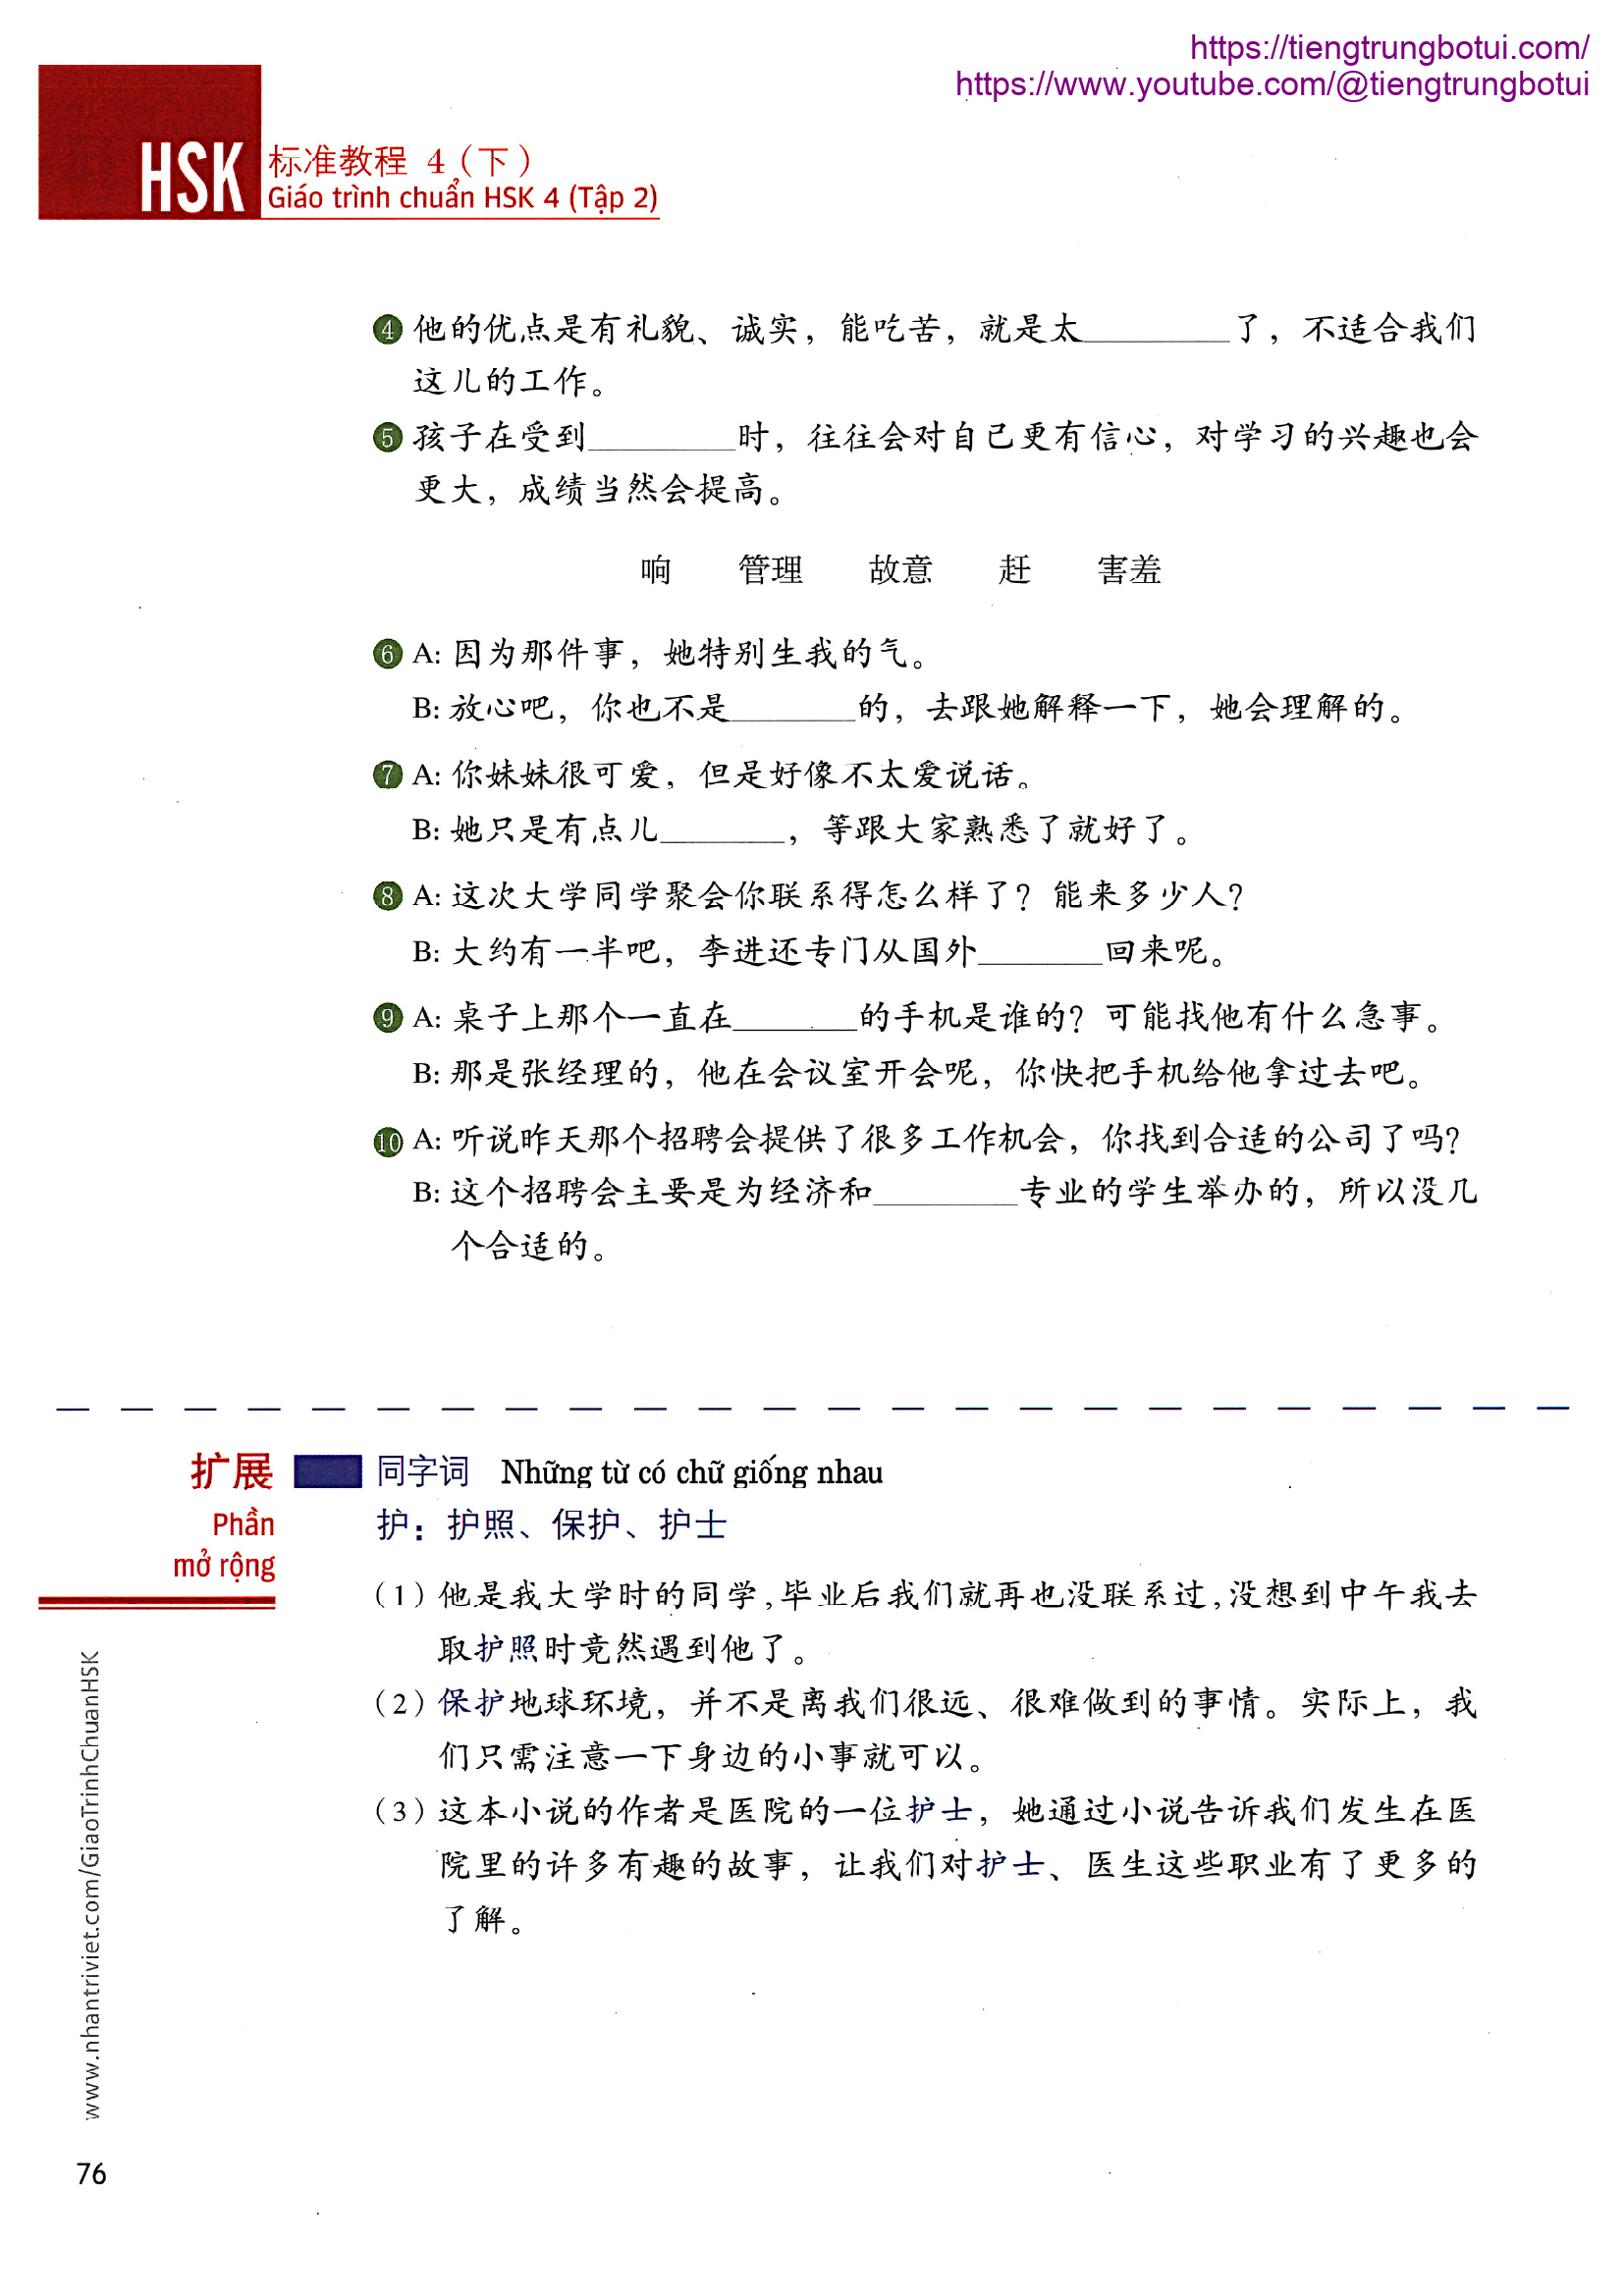 https://tiengtrungbotui.com/
https://www.youtube.com/@tiengtrungbotui
HSK 标准教程 4（下）
Giáo trình chuẩn HSK 4 (Tập 2)
4 他的优点是有礼貌、诚实，能吃苦，就是太________了，不适合我们
这儿的工作。
5 孩子在受到________时，往往会对自己更有信心，对学习的兴趣也会
更大，成绩当然会提高。
响 管理 故意 赶 害羞
6 A: 因为那件事，她特别生我的气。
B: 放心吧，你也不是_______的，去跟她解释一下，她会理解的。
7 A: 你妹妹很可爱，但是好像不太爱说话。
B: 她只是有点儿_______，等跟大家熟悉了就好了。
8 A: 这次大学同学聚会你联系得怎么样了？能来多少人？
B: 大约有一半吧，李进还专门从国外_______回来呢。
9 A: 桌子上那个一直在_______的手机是谁的？可能找他有什么急事。
B: 那是张经理的，他在会议室开会呢，你快把手机给他拿过去吧。
10 A: 听说昨天那个招聘会提供了很多工作机会，你找到合适的公司了吗？
B: 这个招聘会主要是为经济和________专业的学生举办的，所以没几
个合适的。
扩展 同字词 Những từ có chữ giống nhau
Phần
mở rộng
护：护照、保护、护士
（1）他是我大学时的同学，毕业后我们就再也没联系过，没想到中午我去
取护照时竟然遇到他了。
（2）保护地球环境，并不是离我们很远、很难做到的事情。实际上，我
们只需注意一下身边的小事就可以。
（3）这本小说的作者是医院的一位护士，她通过小说告诉我们发生在医
院里的许多有趣的故事，让我们对护士、医生这些职业有了更多的
了解。
www.nhantriviet.com/GiaoTrinhChuanHSK
76